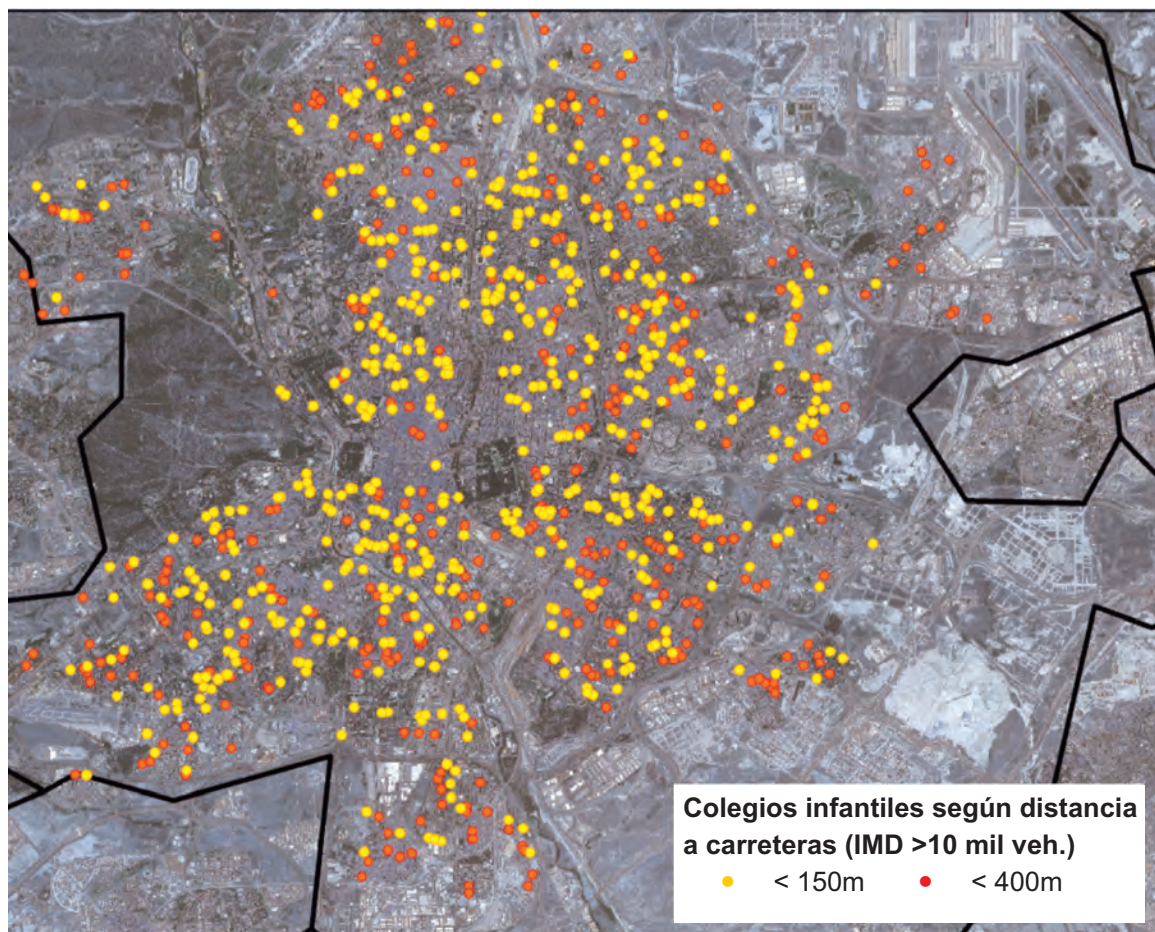 Colegios infantiles según distancia
a carreteras (IMD >10 mil veh.)
< 150m < 400m